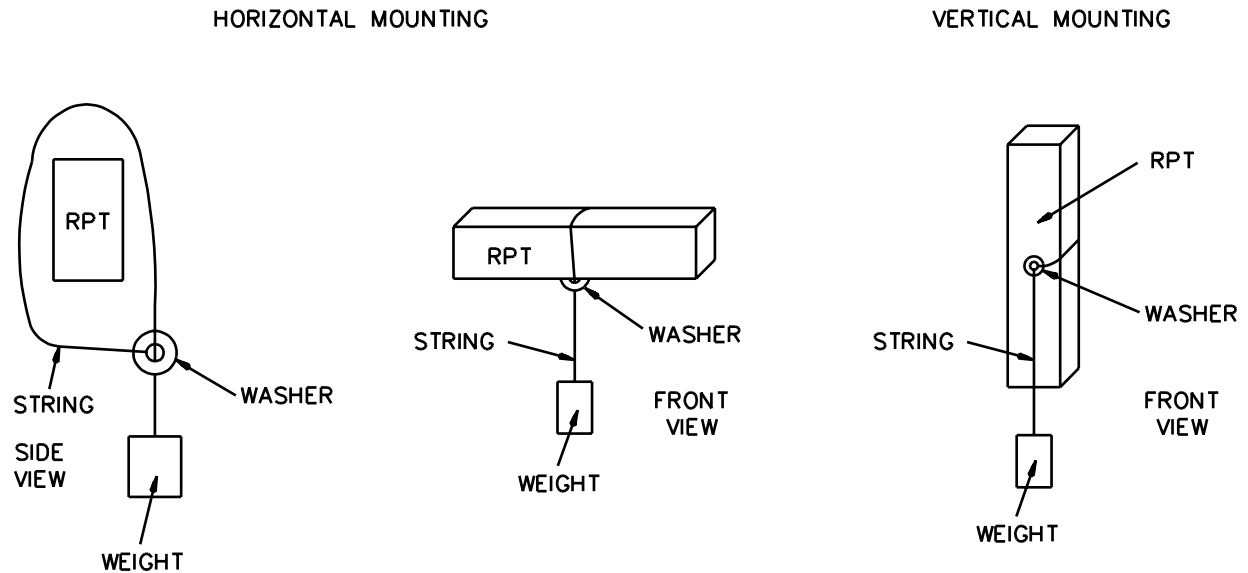 HORIZONTAL MOUNTING
VERTICAL MOUNTING
RPT
STRING
WASHER
SIDE
VIEW
WEIGHT
RPT
STRING
WASHER
FRONT
VIEW
WEIGHT
RPT
WASHER
STRING
FRONT
VIEW
WEIGHT